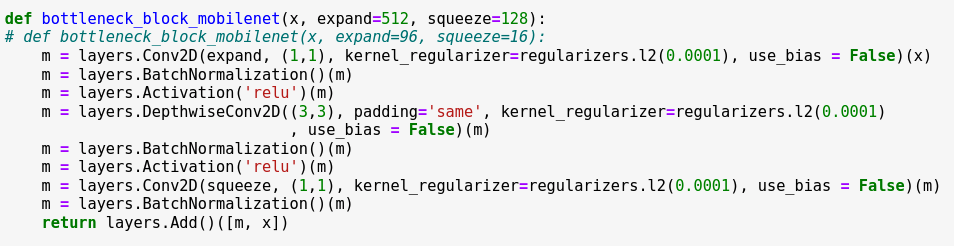 def bottleneck_block_mobilenet(x, expand=512, squeeze=128):
# def bottleneck_block_mobilenet(x, expand=96, squeeze=16):
    m = layers.Conv2D(expand, (1,1), kernel_regularizer=regularizers.l2(0.0001), use_bias = False)(x)
    m = layers.BatchNormalization()(m)
    m = layers.Activation('relu')(m)
    m = layers.DepthwiseConv2D((3,3), padding='same', kernel_regularizer=regularizers.l2(0.0001)
                               , use_bias = False)(m)
    m = layers.BatchNormalization()(m)
    m = layers.Activation('relu')(m)
    m = layers.Conv2D(squeeze, (1,1), kernel_regularizer=regularizers.l2(0.0001), use_bias = False)(m)
    m = layers.BatchNormalization()(m)
    return layers.Add()([m, x])